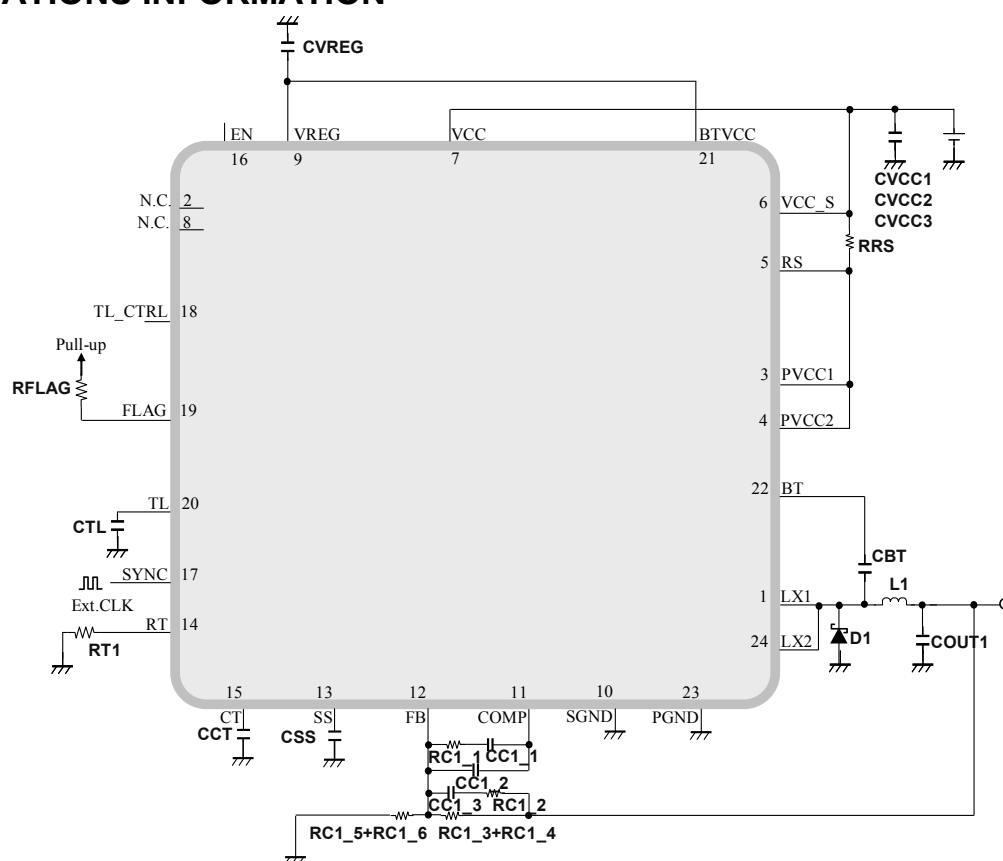 ATIONS INFORMATION
CVREG
EN
VREG
VCC
BTVCC
16
9
7
21
CVCC1
CVCC2
CVCC3
N.C. 2
N.C. 8
6 VCC_S
RRS
5 RS
TL_CTRL 18
Pull-up
RFLAG
FLAG 19
3 PVCC1
4 PVCC2
22 BT
TL 20
CTL
CBT
SYNC 17
Ext.CLK
L1
1 LX1
RT 14
RT1
24 LX2
D1
COUT1
15
13
12
11
10
23
CT
SS
FB
COMP
SGND
PGND
CCT
CSS
RC1_1
CC1_1
CC1_2
CC1_3
RC1_2
RC1_5+RC1_6
RC1_3+RC1_4